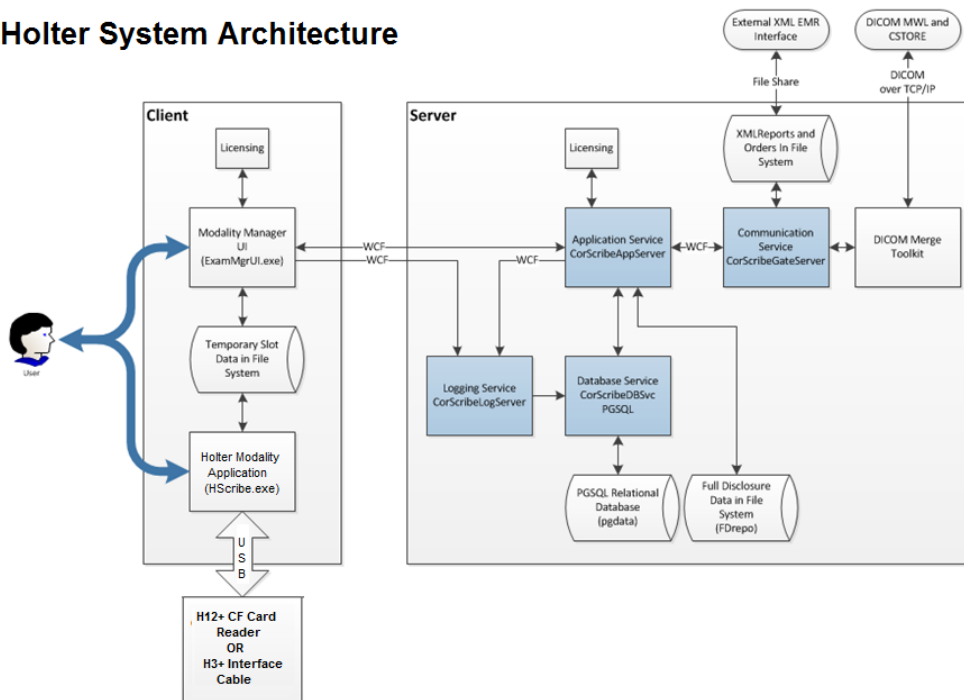 Holter System Architecture
External XML EMR
Interface
DICOM MWL and
CSTORE
File Share
DICOM
over TCP/IP
Client
Server
Licensing
Licensing
XMLReports and
Orders In File
System
Modality Manager
UI
(ExamMgrUI.exe)
WCF
WCF
WCF
Application Service
CorScribeAppServer
WCF
Communication
Service
CorScribeGateServer
DICOM Merge
Toolkit
User
Temporary Slot
Data in File
System
Logging Service
CorScribeLogServer
Database Service
CorScribeDBSvc
PGSQL
Holter Modality
Application
(HScribe.exe)
PGSQL Relational
Database
(pgdata)
Full Disclosure
Data in File
System
(FDrepo)
U
S
B
H12+ CF Card
Reader
OR
H3+ Interface
Cable